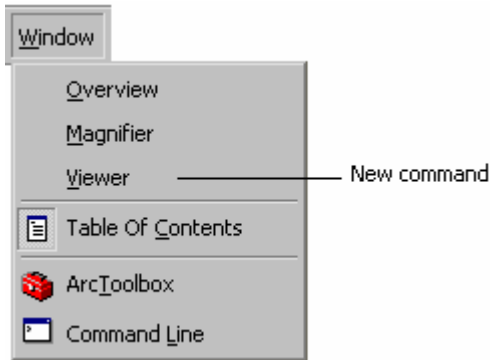 Window
Overview
Magnifier
Viewer New command
Table Of Contents
ArcToolbox
Command Line